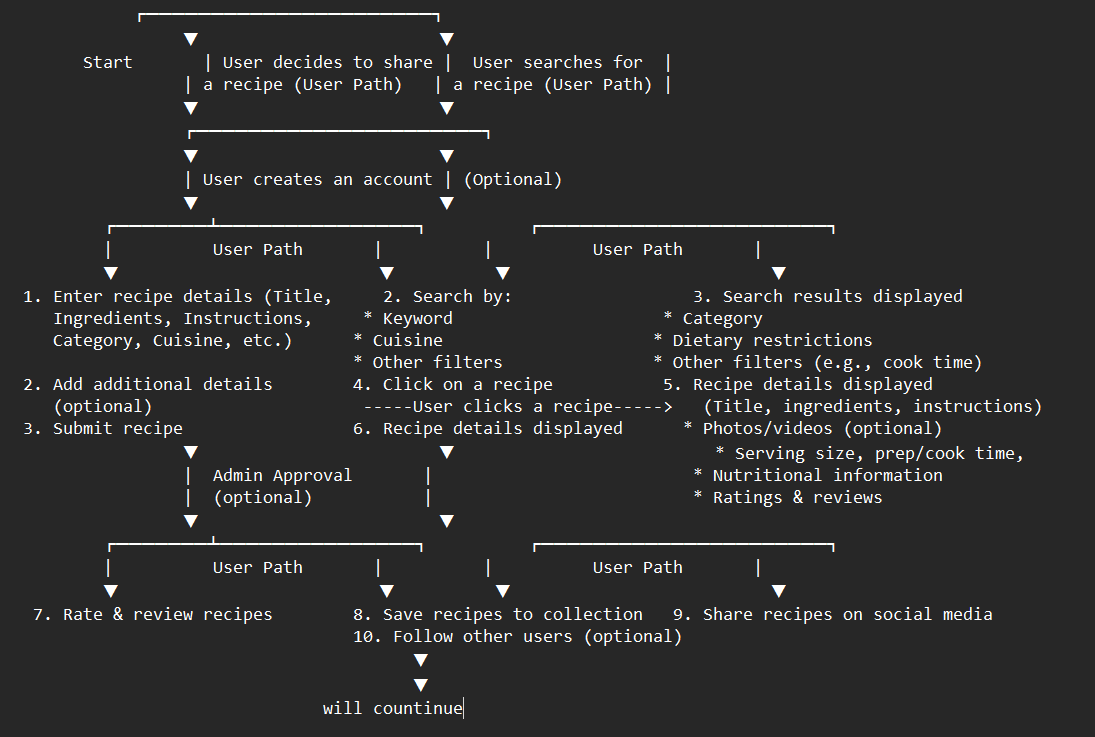 Start | User decides to share | User searches for |
| a recipe (User Path) | a recipe (User Path) |
| User creates an account | (Optional)
| User Path | | User Path |
1. Enter recipe details (Title, 2. Search by: 3. Search results displayed
Ingredients, Instructions, * Keyword * Category
Category, Cuisine, etc.) * Cuisine * Dietary restrictions
* Other filters * Other filters (e.g., cook time)
2. Add additional details 4. Click on a recipe 5. Recipe details displayed
(optional) -----User clicks a recipe-----> (Title, ingredients, instructions)
3. Submit recipe 6. Recipe details displayed * Photos/videos (optional)
* Serving size, prep/cook time,
| Admin Approval | * Nutritional information
| (optional) | * Ratings & reviews
| User Path | | User Path |
7. Rate & review recipes 8. Save recipes to collection 9. Share recipes on social media
10. Follow other users (optional)
will countinue